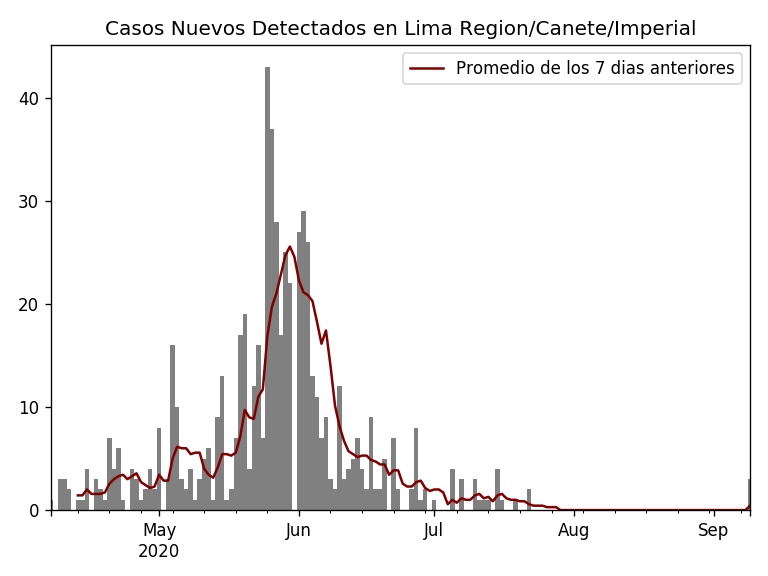 Casos Nuevos Detectados en Lima Region/Canete/Imperial
Promedio de los 7 dias anteriores
40
30
20
10
0
May Jun Jul Aug Sep
2020